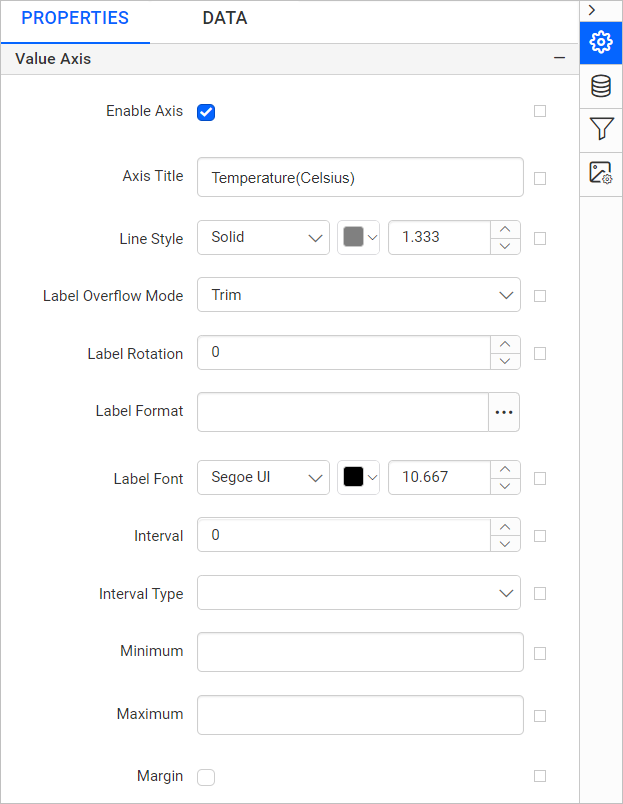 PROPERTIES DATA
Value Axis
Enable Axis
Axis Title Temperature(Celsius)
Line Style Solid 1.333
Label Overflow Mode Trim
Label Rotation 0
Label Format ...
Label Font Segoe UI 10.667
Interval 0
Interval Type
Minimum
Maximum
Margin